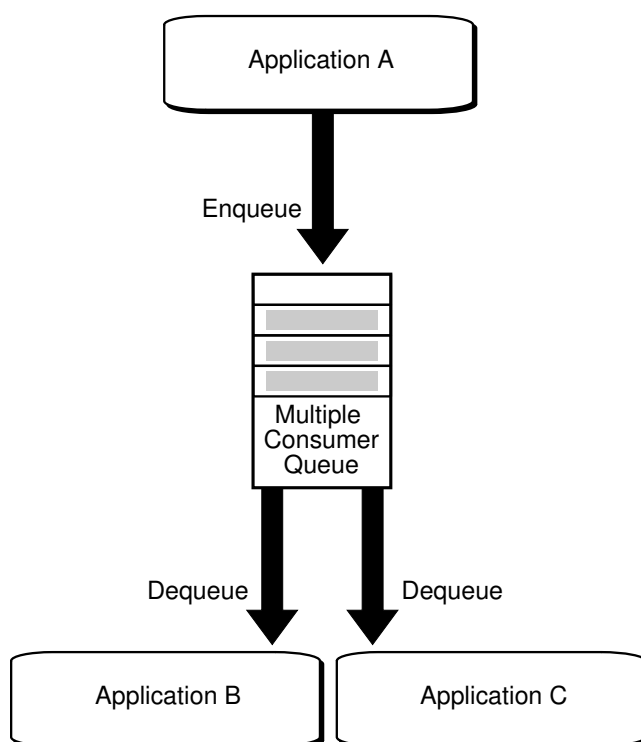 Application A
Enqueue
Multiple
Consumer
Queue
Dequeue
Dequeue
Application B
Application C